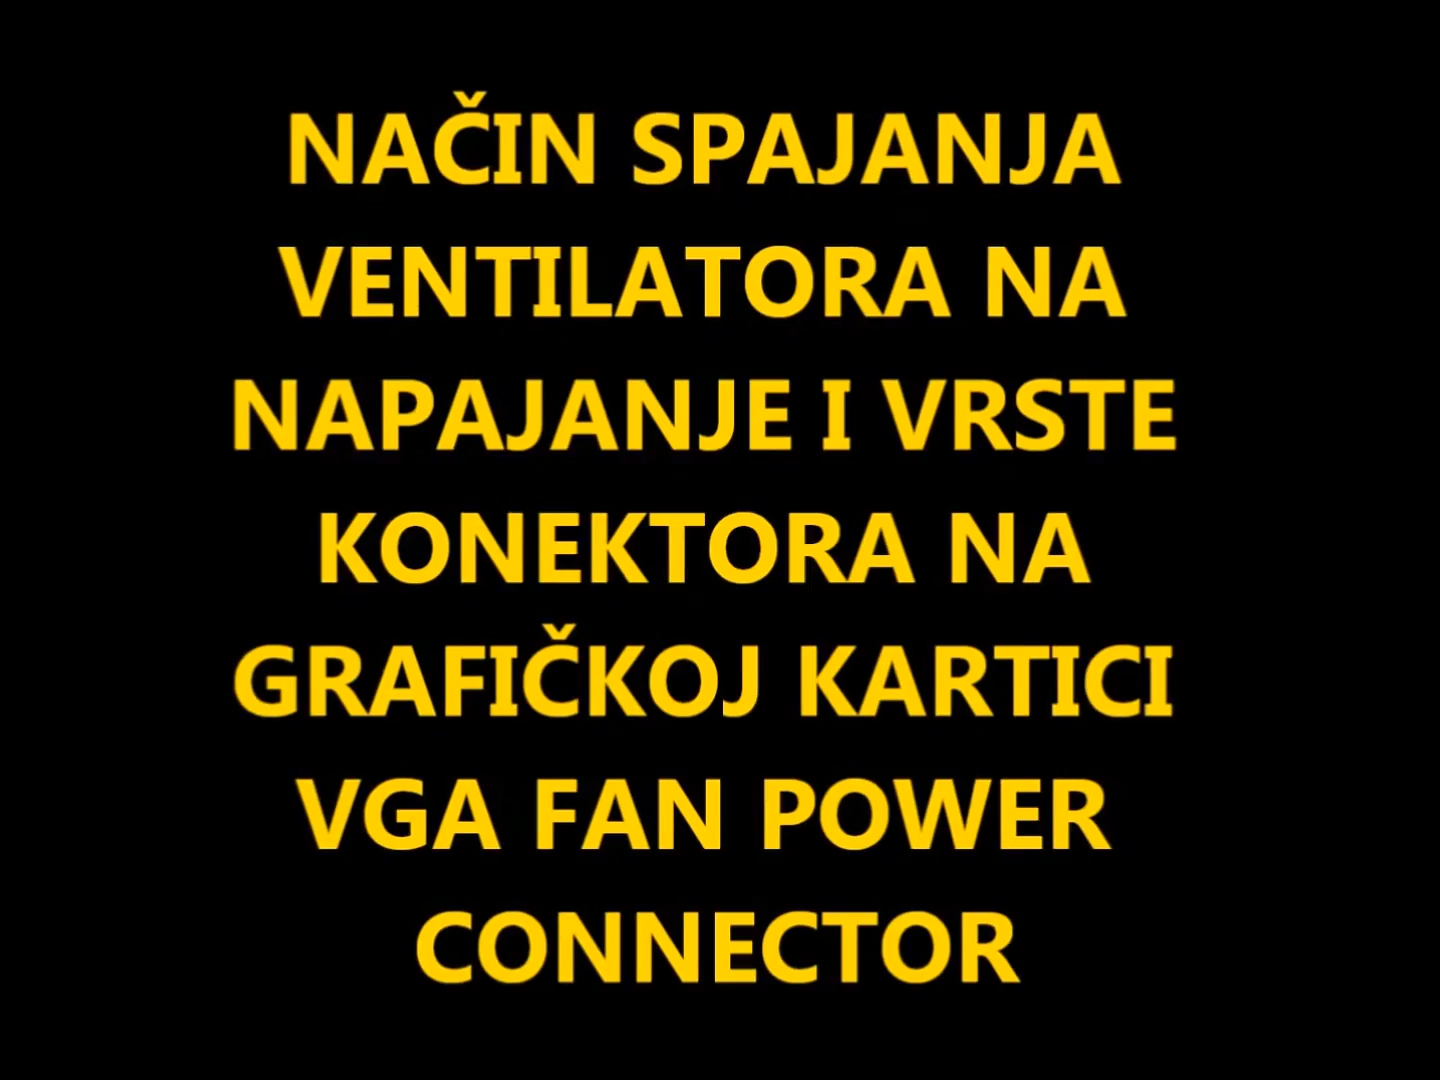 NAČIN SPAJANJA
VENTILATORA NA
NAPAJANJE I VRSTE
KONEKTORA NA
GRAFIČKOJ KARTICI
VGA FAN POWER
CONNECTOR